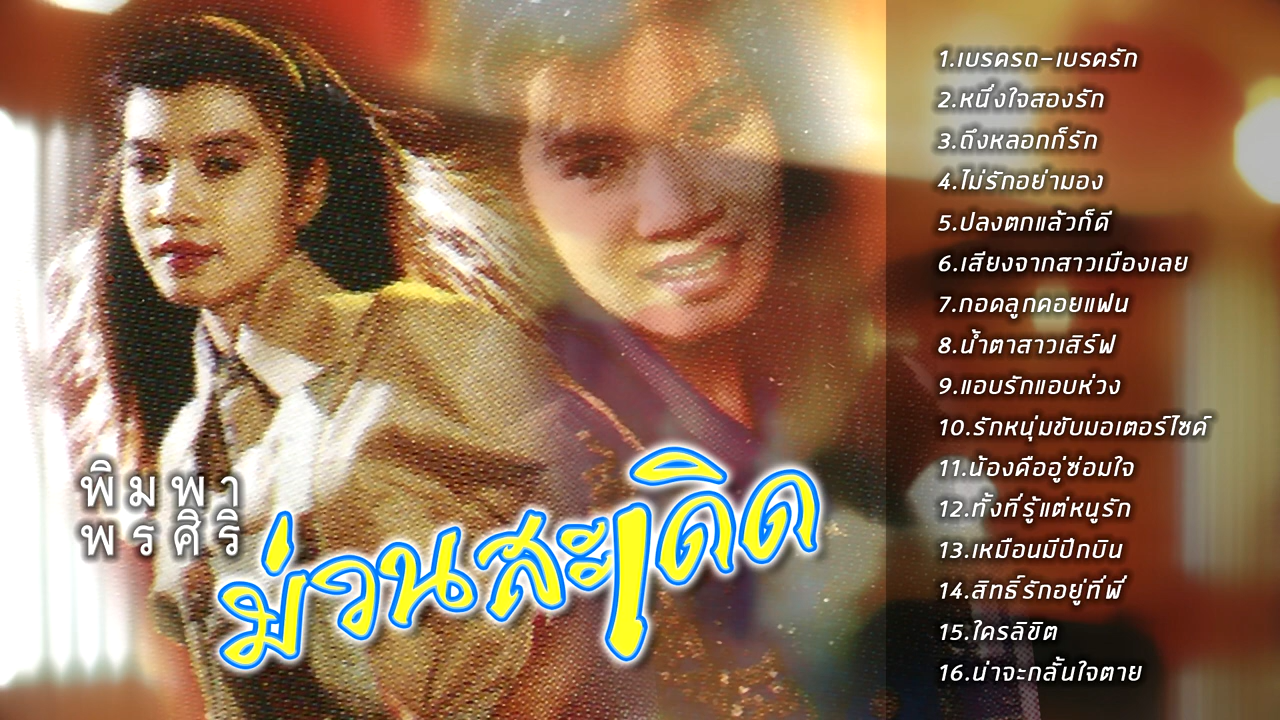 พิมพา
พรศิริ
ม่วนสะเดิด
1.เบรครถ-เบรครัก
2.หนึ่งใจสองรัก
3.ถึงหลอกก็รัก
4.ไม่รักอย่ามอง
5.ปลงตกแล้วก็ดี
6.เสียงจากสาวเมืองเลย
7.กอดลูกคอยแฟน
8.น้ำตาสาวเสิร์ฟ
9.แอบรักแอบห่วง
10.รักหนุ่มขับมอเตอร์ไซค์
11.น้องคืออู่ซ่อมใจ
12.ทั้งที่รู้แต่หนูรัก
13.เหมือนมีปีกบิน
14.สิทธิ์รักอยู่ที่พี่
15.ใครลิขิต
16.น่าจะกลั้นใจตาย